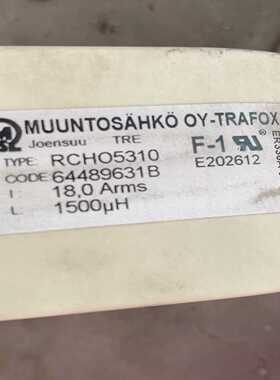 MUUNTOSÄHKÖ OY-TRAFOX
Joensuu TRE
F-1
TYPE: RCHO5310
E202612
CODE: 64489631B
I: 18,0 Arms
L: 1500µH